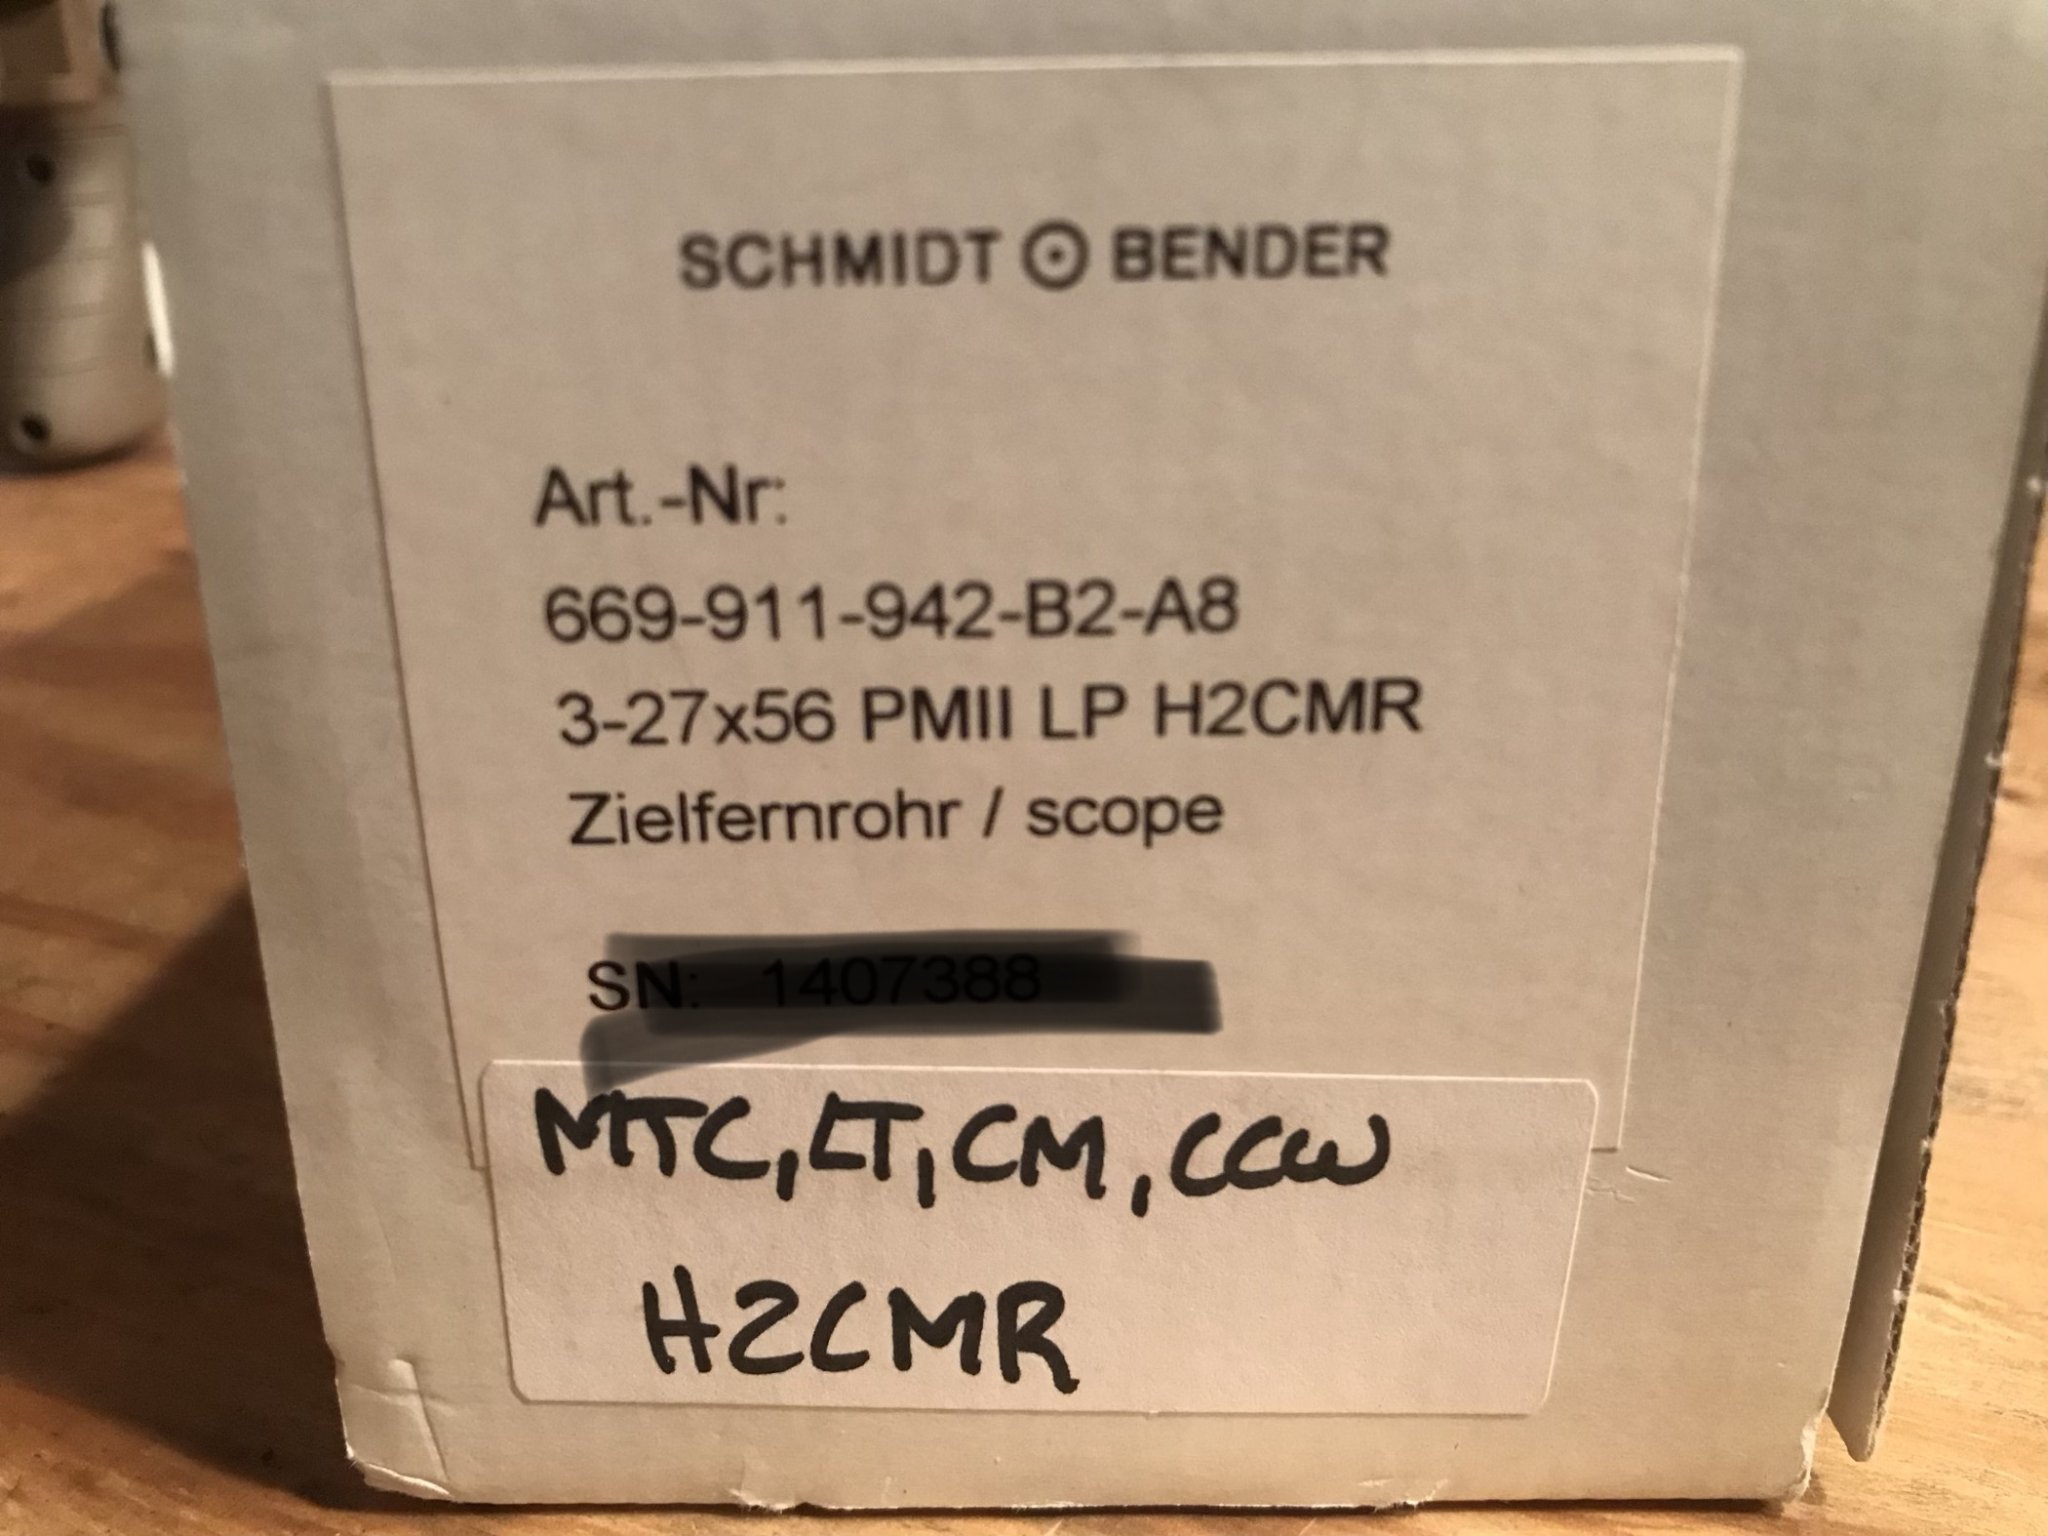 SCHMIDT BENDER
Art.-Nr:
669-911-942-B2-A8
3-27x56 PMII LP H2CMR
Zielfernrohr / scope
SN: 1407388
MTC, LT, CM, CCW
H2CMR